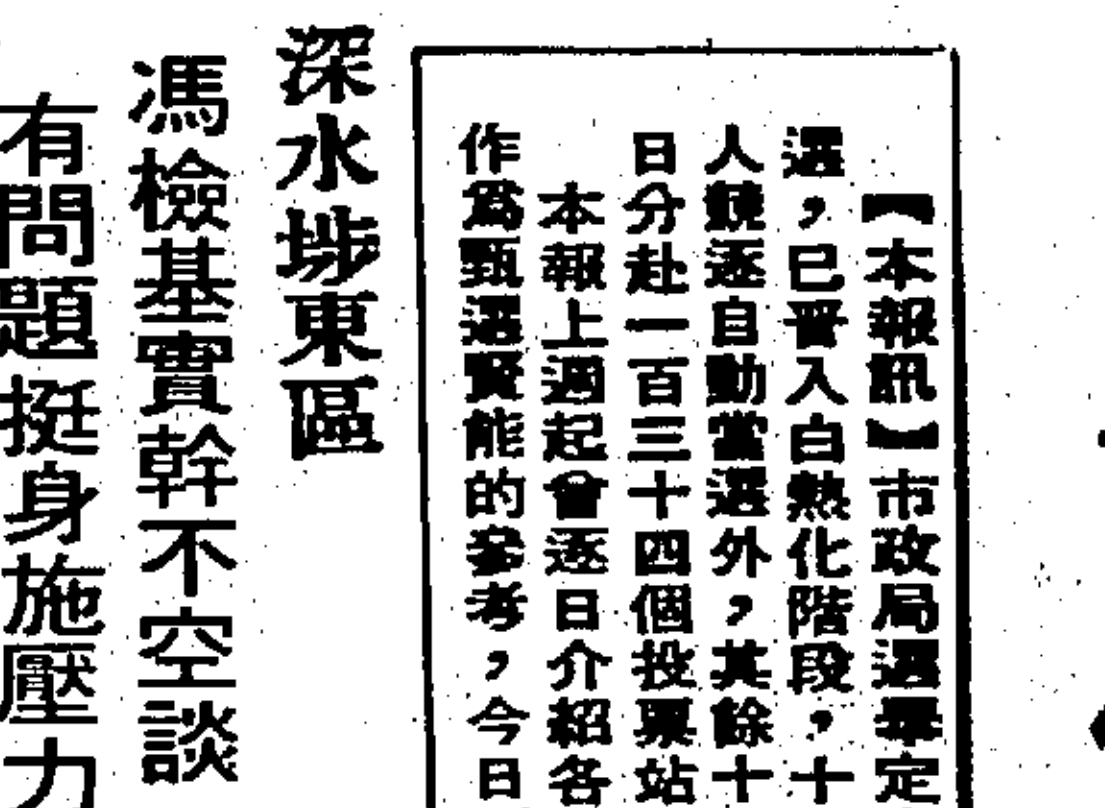 【本報訊】市政局選舉定
選，已晉入白熱化階段，十
人競逐自動當選外，其餘十
日分赴一百三十四個投票站
本報上週起會逐日介紹各
作爲甄選賢能的參考，今日
深水埗東區
馮檢基實幹不空談
有問題挺身施壓力